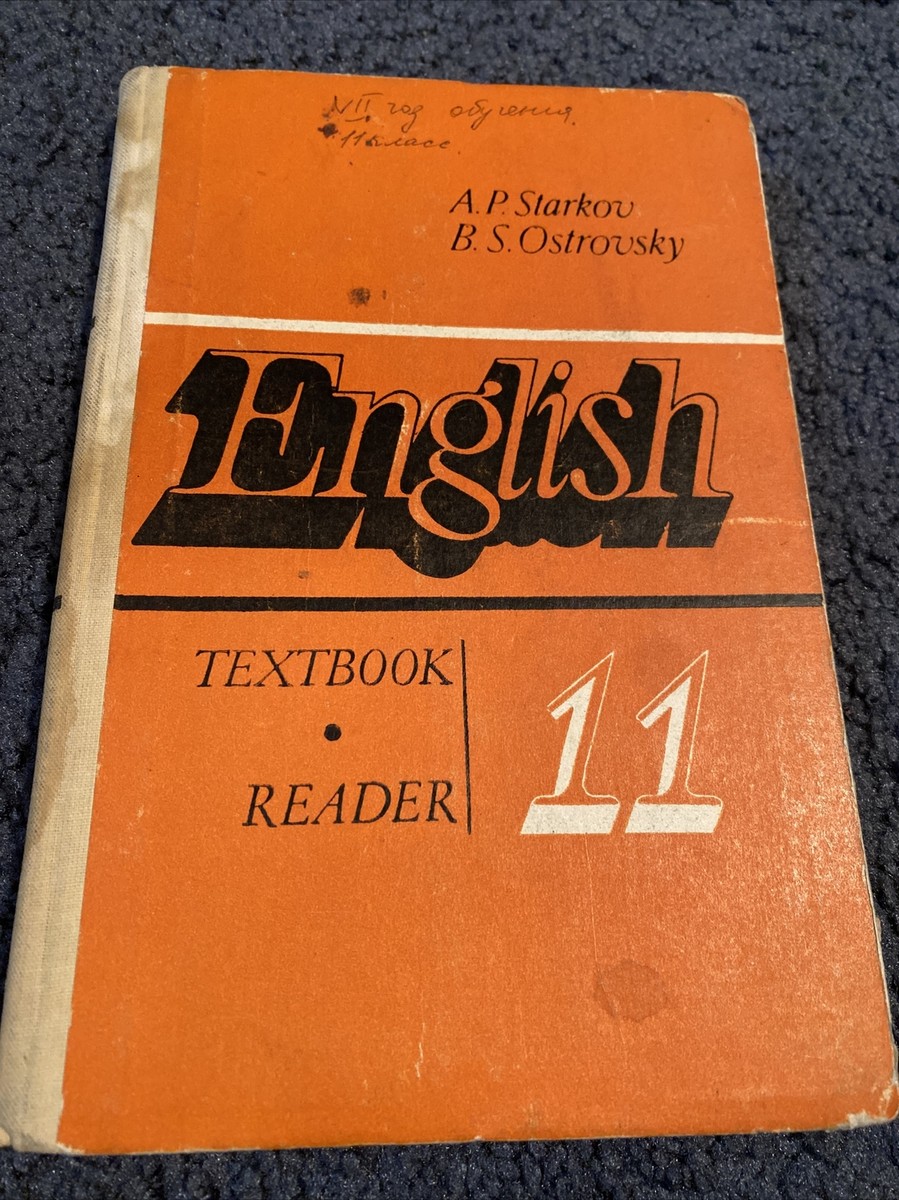 год обучения
11 класс
A. P. Starkov
B. S. Ostrovsky
English
TEXTBOOK
•
READER
11